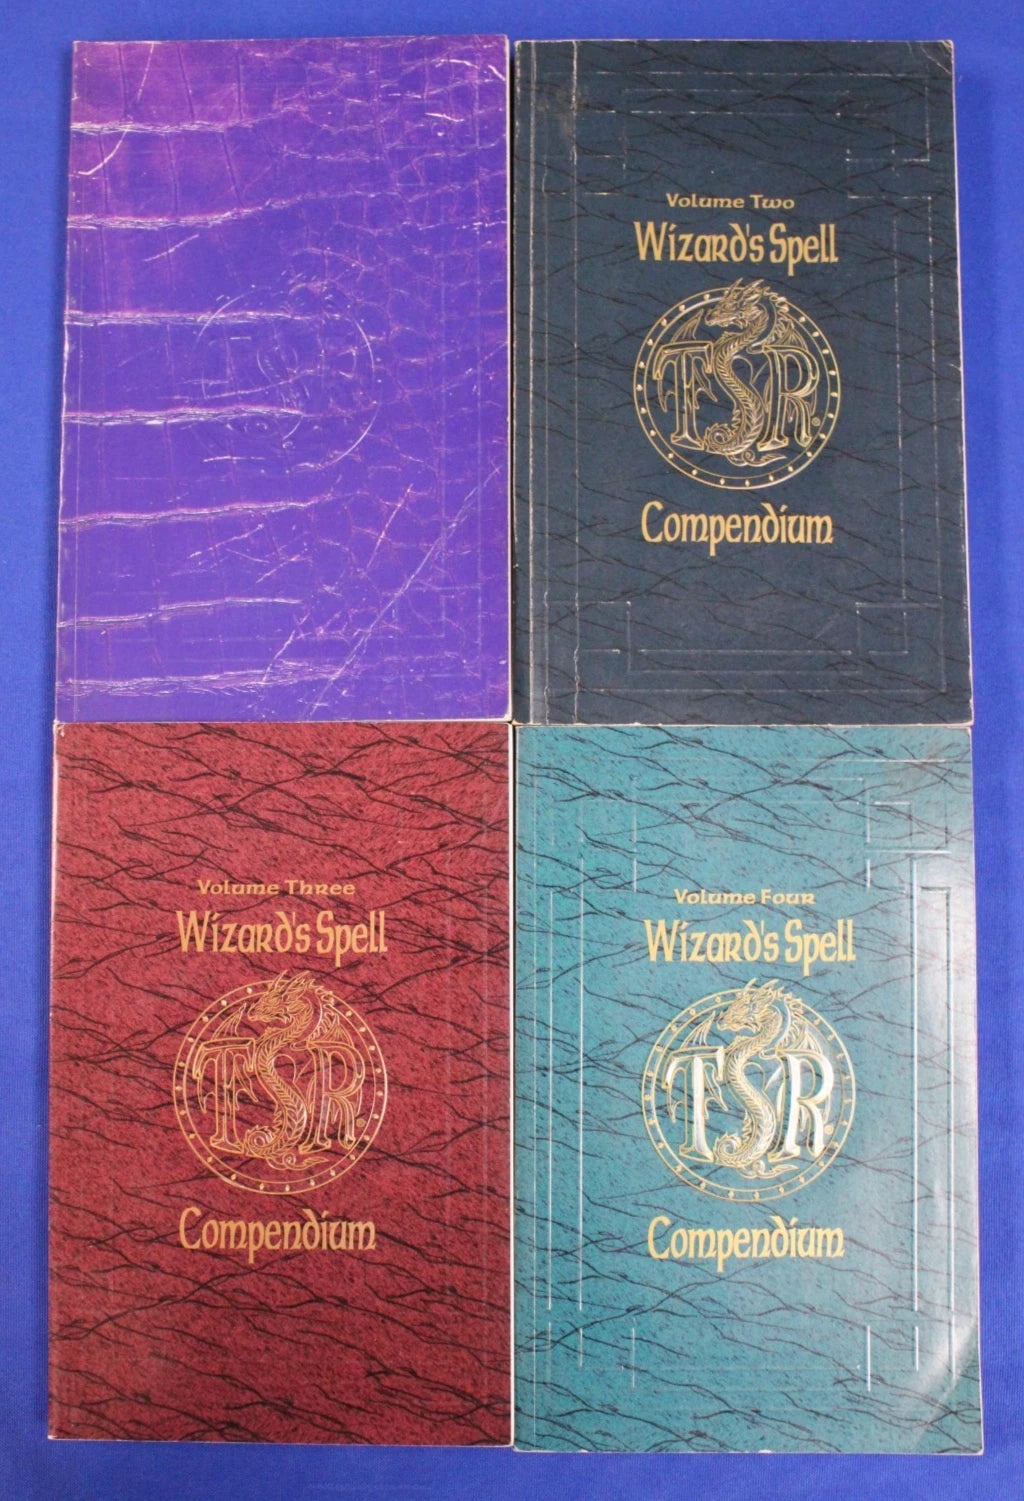 Volume Two
Wizard's Spell
TSR®
Compendium
Volume Three
Wizard's Spell
TSR®
Compendium
Volume Four
Wizard's Spell
TSR®
Compendium